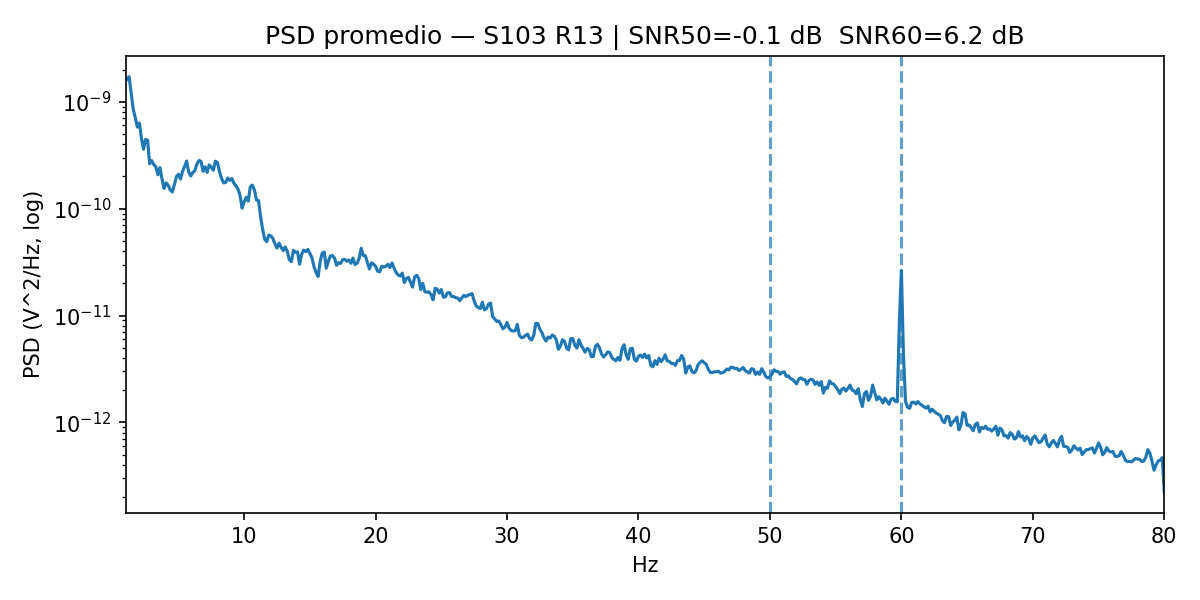 PSD promedio — S103 R13 | SNR50=-0.1 dB  SNR60=6.2 dB
PSD (V^2/Hz, log)
10⁻⁹
10⁻¹⁰
10⁻¹¹
10⁻¹²
10 20 30 40 50 60 70 80
Hz